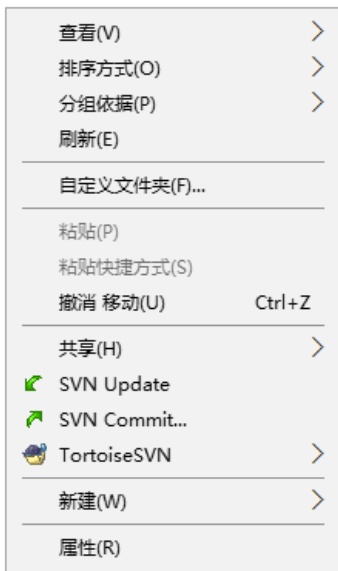 查看(V)
排序方式(O)
分组依据(P)
刷新(E)
自定义文件夹(F)...
粘贴(P)
粘贴快捷方式(S)
撤消 移动(U) Ctrl+Z
共享(H)
SVN Update
SVN Commit...
TortoiseSVN
新建(W)
属性(R)